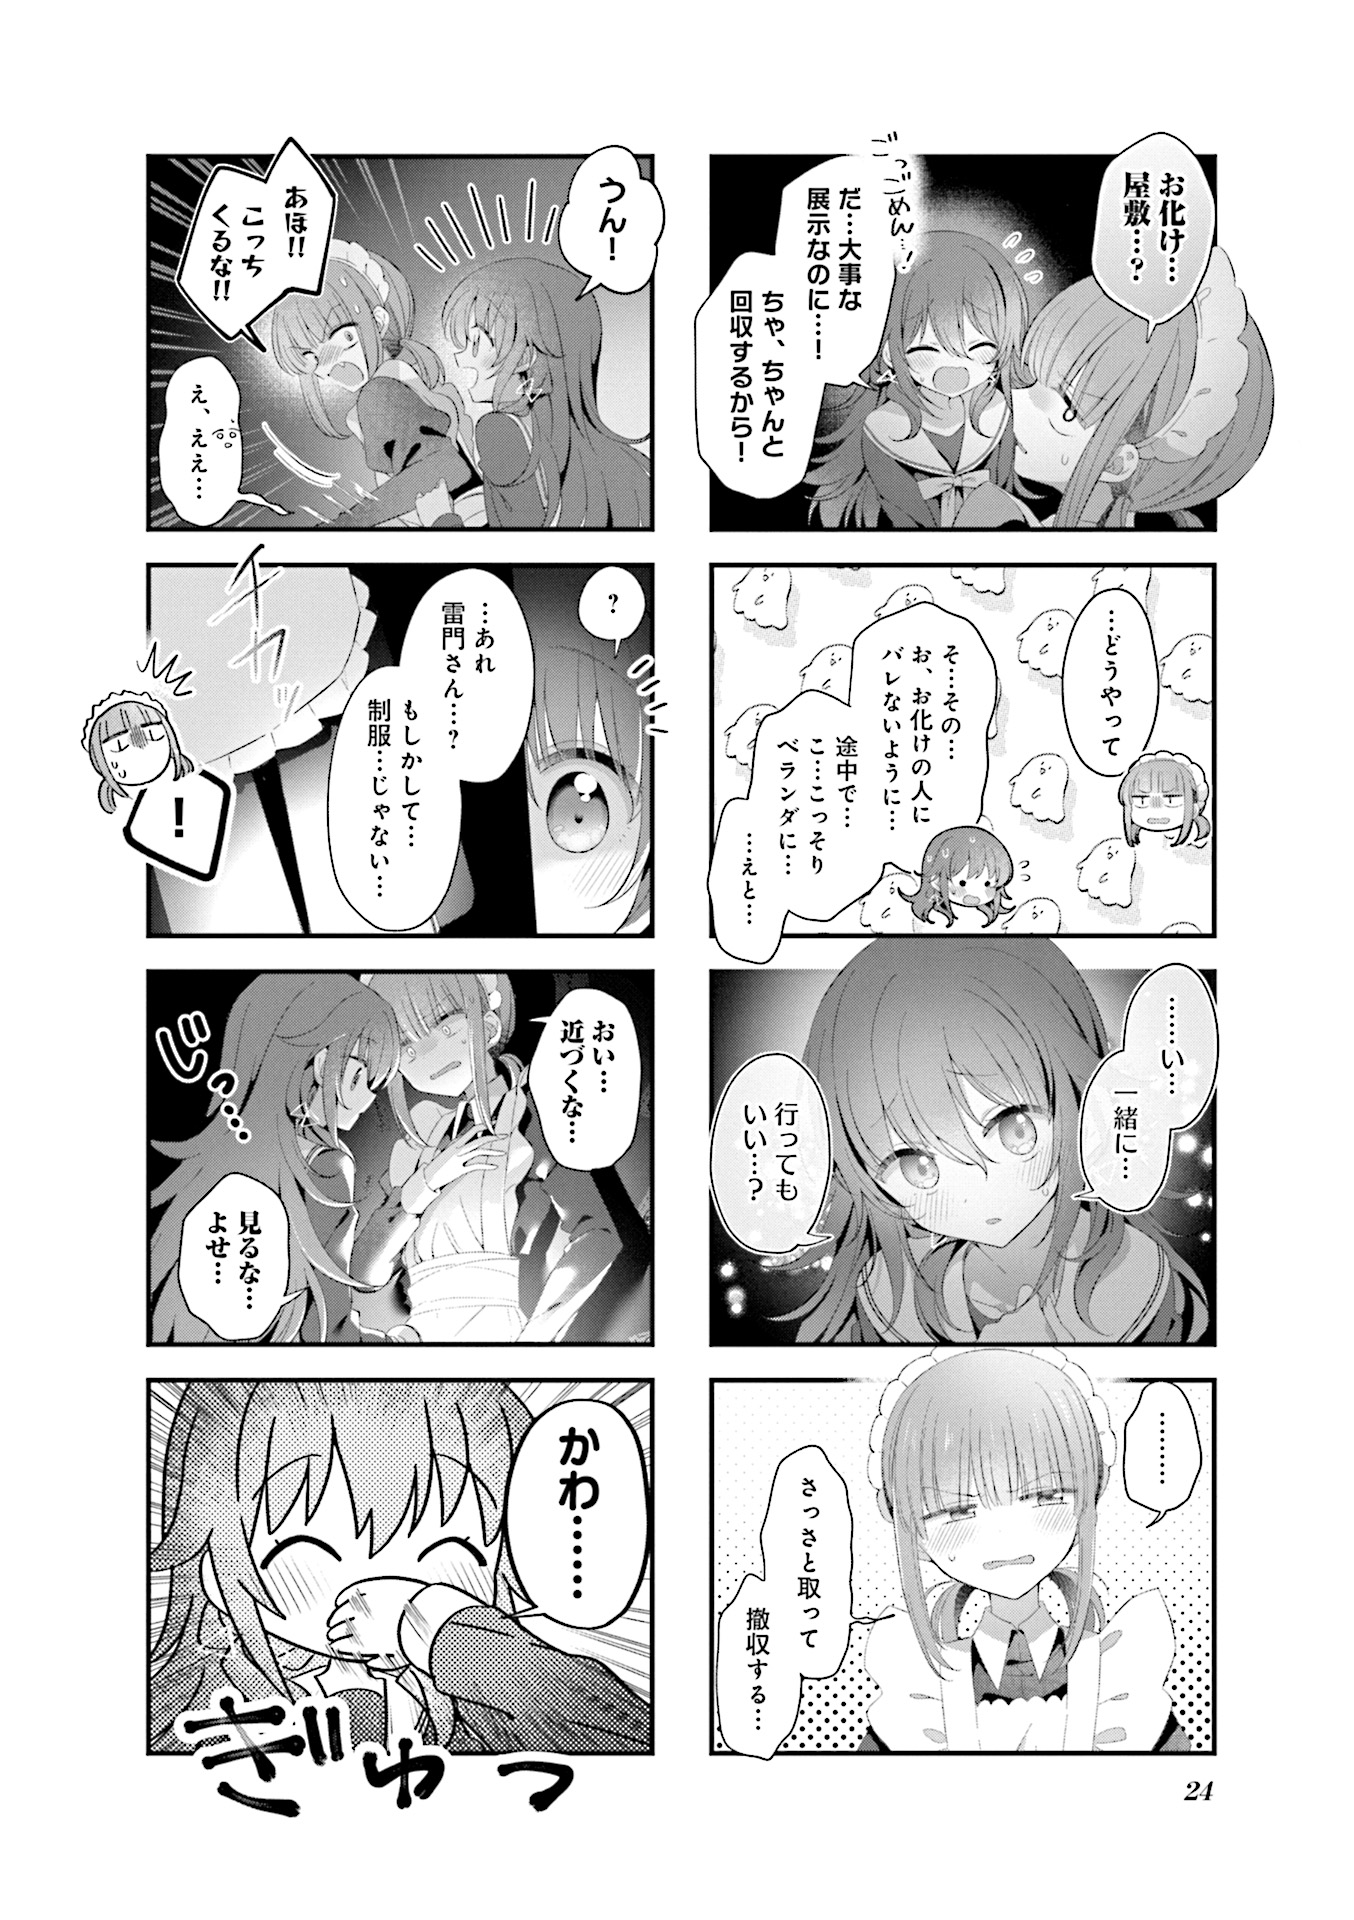 お化け…
屋敷…？
ごっごめん…！
だ…大事な
展示なのに…！
ちゃ、ちゃんと
回収するから！
…どうやって
そ…その…
お、お化けの人に
バレないように…
途中で…
こ…こっそり
ベランダに…
…えと…
……い…
一緒に…
行っても
いい…？
………
さっさと取って
撤収する…
うん！
あほ!!
こっち
くるな!!
え、ええ…
？
…あれ
雷門さん…？
もしかして…
制服…じゃない…
チラ
！
おい…
近づくな…
じっ…
見るな…
よせ…
かわ……
ぎゅっ
24